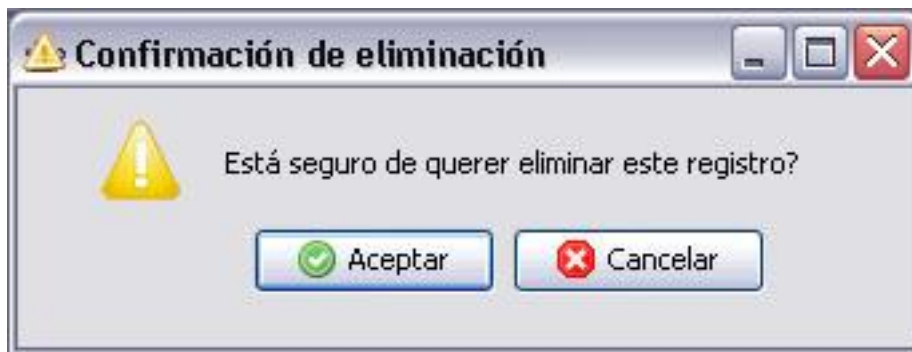 Confirmación de eliminación
Está seguro de querer eliminar este registro?
Aceptar Cancelar